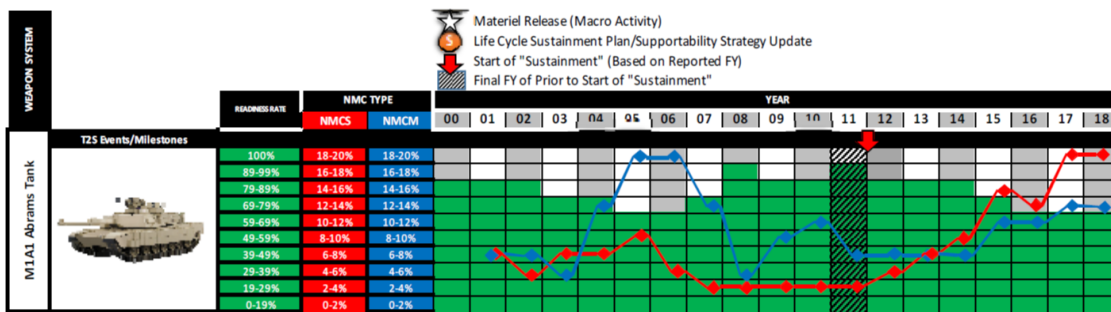 Materiel Release (Macro Activity)
S
Life Cycle Sustainment Plan/Supportability Strategy Update
Start of "Sustainment" (Based on Reported FY)
Final FY of Prior to Start of "Sustainment"
WEAPON SYSTEM
READINESS RATE
NMC TYPE
YEAR
NMCS NMCM 00 01 02 03 04 05 06 07 08 09 10 11 12 13 14 15 16 17 18
T2S Events/Milestones
M1A1 Abrams Tank
100% 18-20% 18-20%
89-99% 16-18% 16-18%
79-89% 14-16% 14-16%
69-79% 12-14% 12-14%
59-69% 10-12% 10-12%
49-59% 8-10% 8-10%
39-49% 6-8% 6-8%
29-39% 4-6% 4-6%
19-29% 2-4% 2-4%
0-19% 0-2% 0-2%